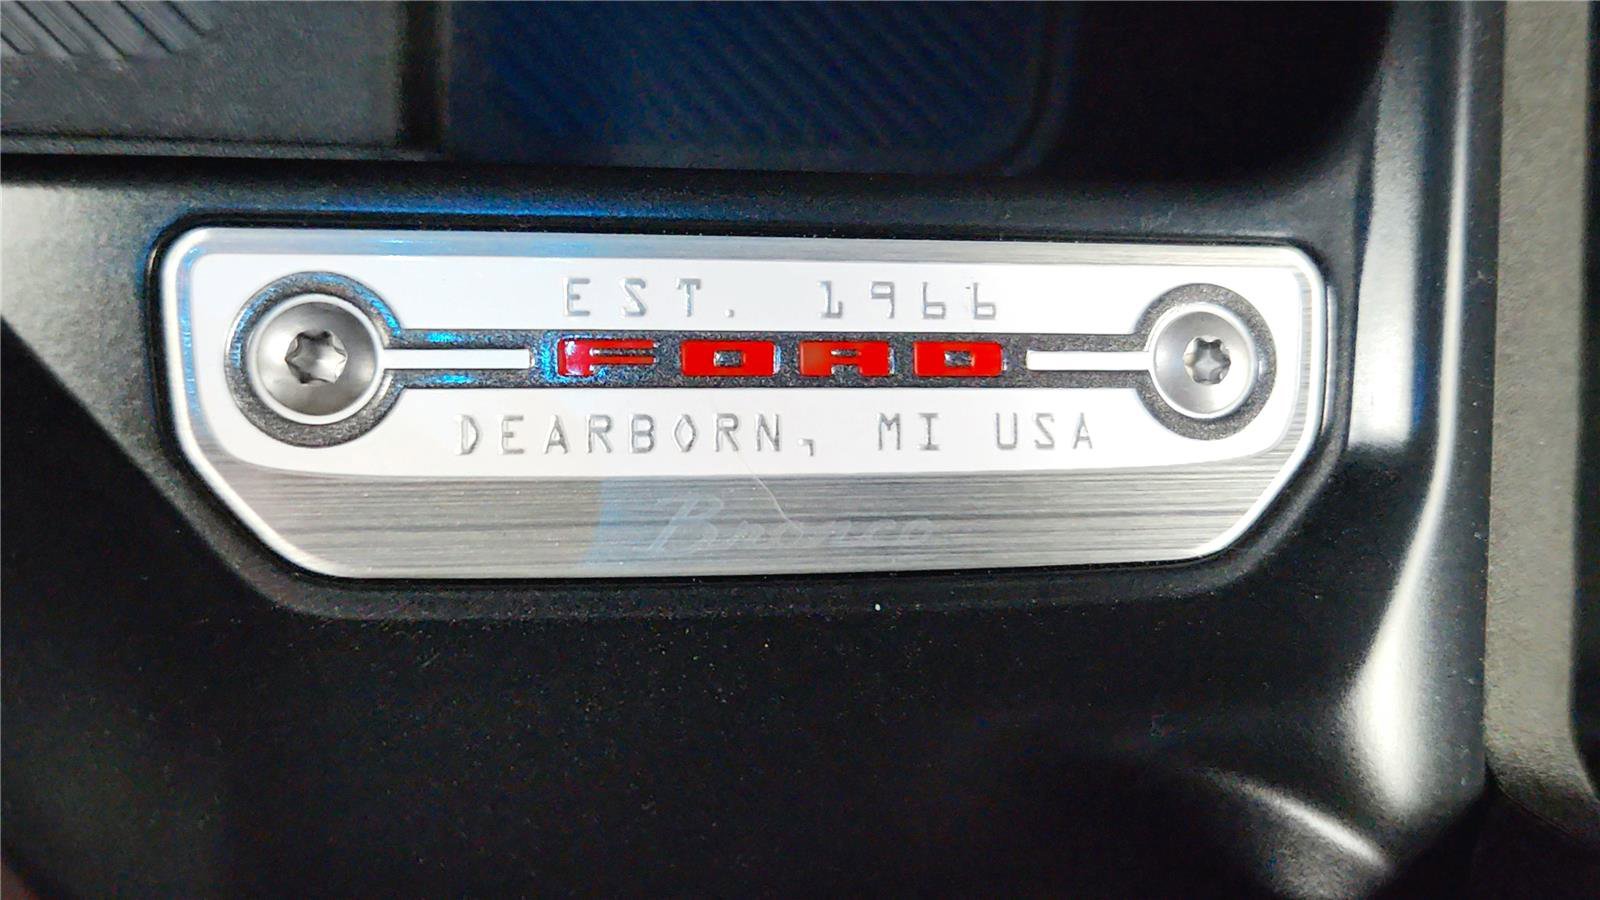 EST. 1966
FORD
DEARBORN, MI USA
Bronco